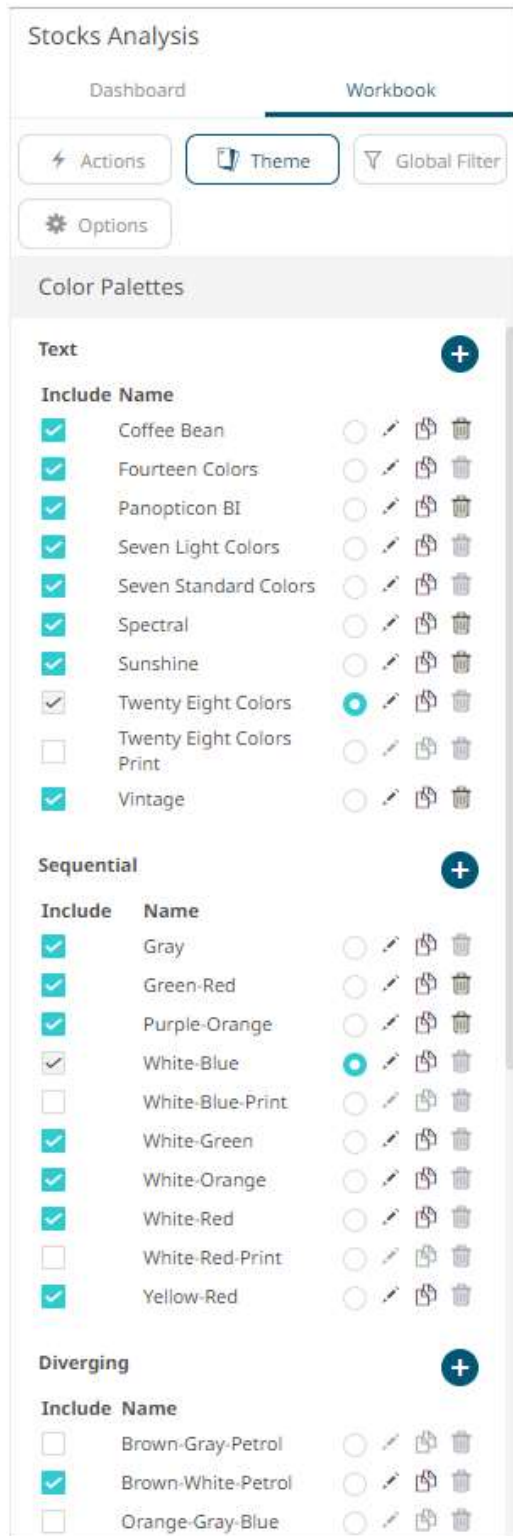 Stocks Analysis
Dashboard Workbook
Actions Theme Global Filter
Options
Color Palettes
Text
Include Name
Coffee Bean
Fourteen Colors
Panopticon BI
Seven Light Colors
Seven Standard Colors
Spectral
Sunshine
Twenty Eight Colors
Twenty Eight Colors
Print
Vintage
Sequential
Include Name
Gray
Green-Red
Purple-Orange
White-Blue
White-Blue-Print
White-Green
White-Orange
White-Red
White-Red-Print
Yellow-Red
Diverging
Include Name
Brown-Gray-Petrol
Brown-White-Petrol
Orange-Gray-Blue